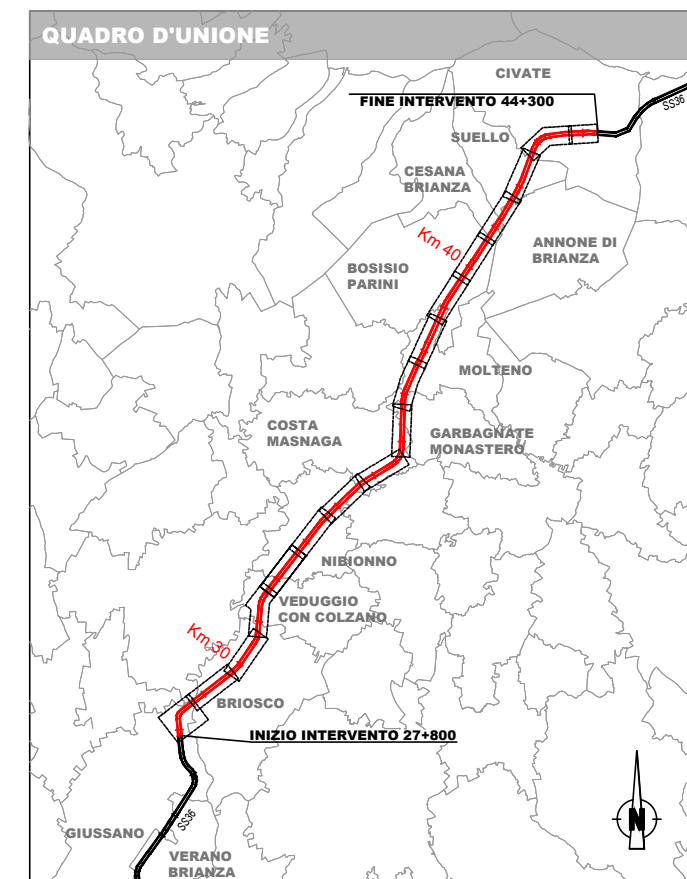 QUADRO D'UNIONE
CIVATE
FINE INTERVENTO 44+300
SS36
SUELLO
CESANA
BRIANZA
Km 40
ANNONE DI
BRIANZA
BOSISIO
PARINI
MOLTENO
COSTA
MASNAGA
GARBAGNATE
MONASTERO
NIBIONNO
VEDUGGIO
CON COLZANO
Km 30
BRIOSCO
INIZIO INTERVENTO 27+800
SS36
GIUSSANO
N
VERANO
BRIANZA